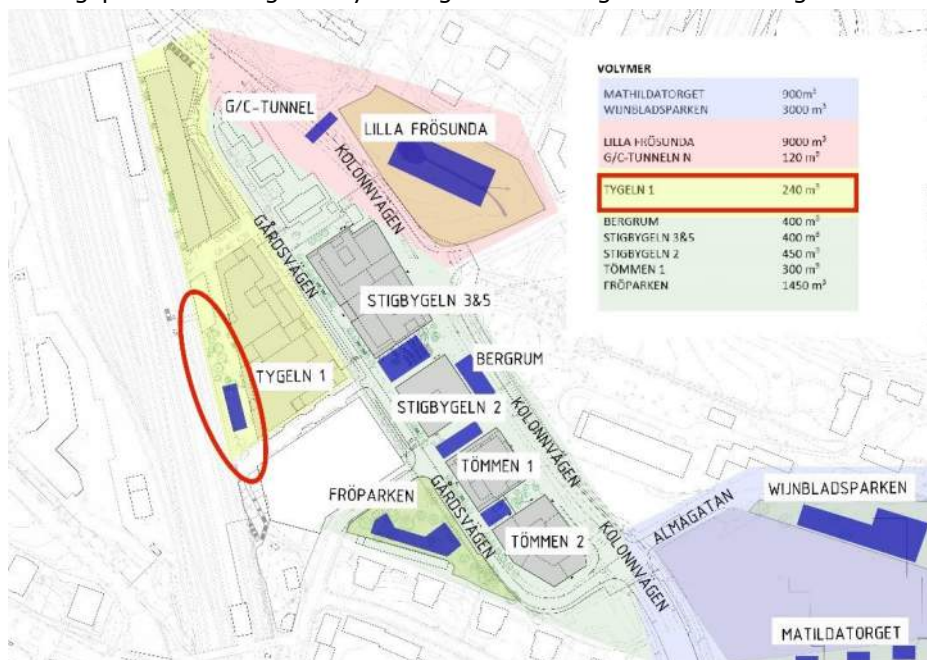 VOLYMER
MATHILDATORGET 900m³
WIJNBLADSPARKEN 3000 m³
LILLA FRÖSUNDA 9000 m³
G/C-TUNNELN N 120 m³
TYGELN 1 240 m³
BERGRUM 400 m³
STIGBYGELN 3&5 400 m³
STIGBYGELN 2 450 m³
TÖMMEN 1 300 m³
FRÖPARKEN 1450 m³
G/C-TUNNEL
LILLA FRÖSUNDA
KOLONNVÄGEN
GÅRDSVÄGEN
STIGBYGELN 3&5
BERGRUM
TYGELN 1
STIGBYGELN 2
KOLONNVÄGEN
TÖMMEN 1
FRÖPARKEN
GÅRDSVÄGEN
TÖMMEN 2
KOLONNVÄGEN
ALMAGATAN
WIJNBLADSPARKEN
MATILDATORGET